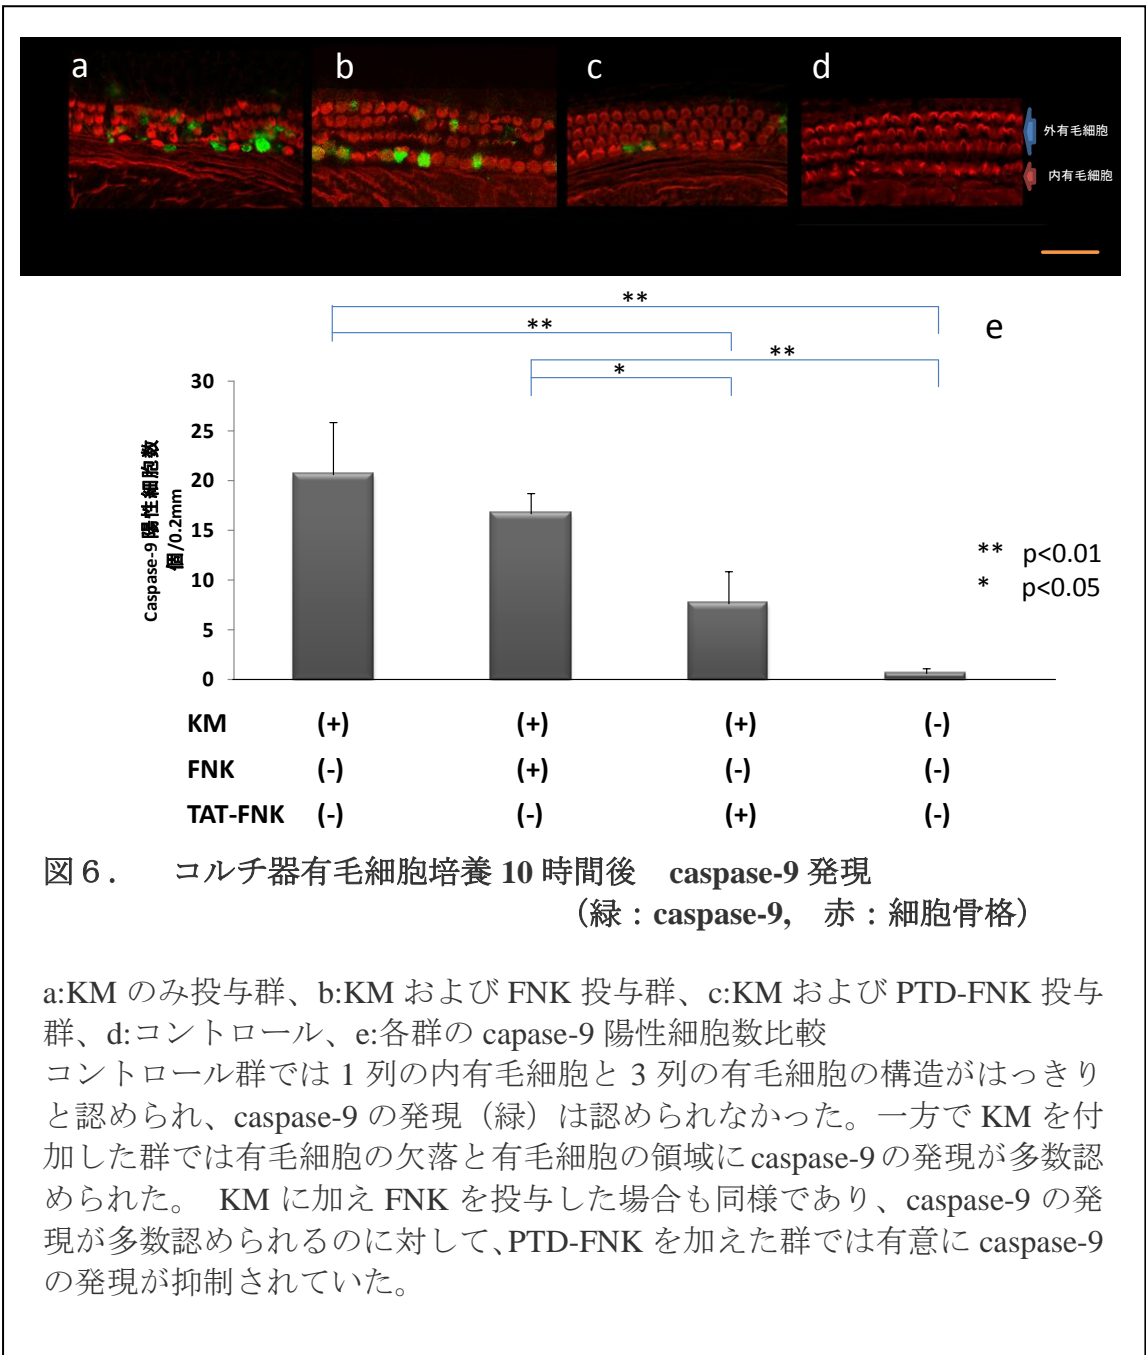 a
b
c
d
外有毛細胞
内有毛細胞
**
**
e
**
*
30
25
20
15
10
5
0
Caspase-9 陽性細胞数
個/0.2mm
** p<0.01
* p<0.05
KM (+) (+) (+) (-)
FNK (-) (+) (-) (-)
TAT-FNK (-) (-) (+) (-)
図６． コルチ器有毛細胞培養 10 時間後 caspase-9 発現
（緑：caspase-9, 赤：細胞骨格）
a:KM のみ投与群、b:KM および FNK 投与群、c:KM および PTD-FNK 投与
群、d:コントロール、e:各群の capase-9 陽性細胞数比較
コントロール群では 1 列の内有毛細胞と 3 列の有毛細胞の構造がはっきり
と認められ、caspase-9 の発現（緑）は認められなかった。一方で KM を付
加した群では有毛細胞の欠落と有毛細胞の領域に caspase-9 の発現が多数認
められた。 KM に加え FNK を投与した場合も同様であり、caspase-9 の発
現が多数認められるのに対して、PTD-FNK を加えた群では有意に caspase-9
の発現が抑制されていた。